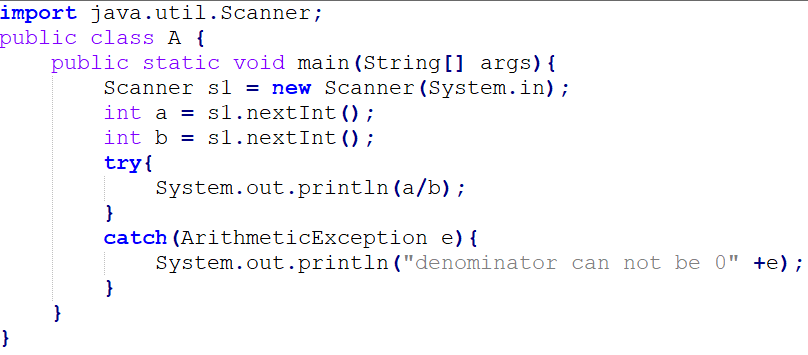 import java.util.Scanner;
public class A {
    public static void main(String[] args){
        Scanner s1 = new Scanner(System.in);
        int a = s1.nextInt();
        int b = s1.nextInt();
        try{
            System.out.println(a/b);
        }
        catch(ArithmeticException e){
            System.out.println("denominator can not be 0" +e);
        }
    }
}